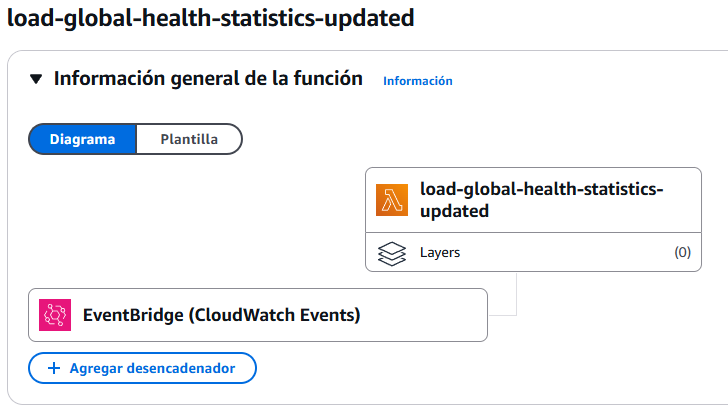 load-global-health-statistics-updated
Información general de la función
Información
Diagrama
Plantilla
load-global-health-statistics-
updated
Layers
(0)
EventBridge (CloudWatch Events)
+ Agregar desencadenador